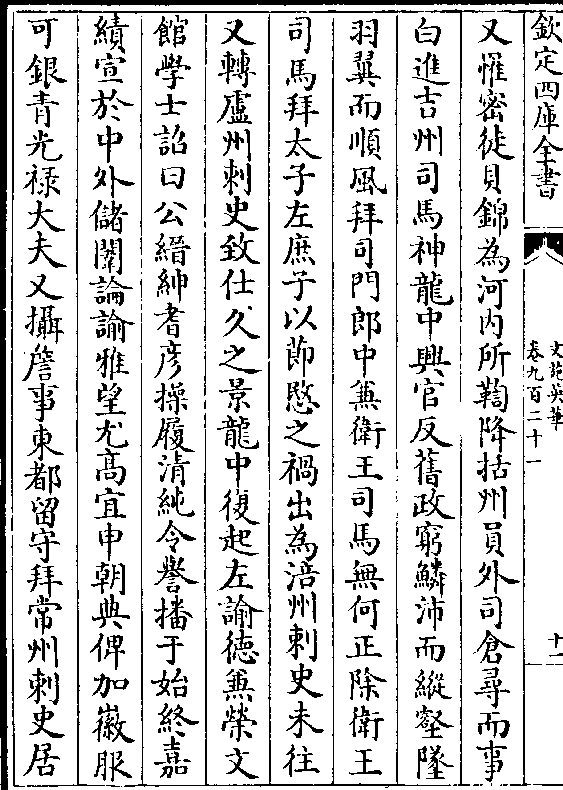 欽定四庫全書
文苑英華
卷九百二十一
十二
又惟密徒貝錦為河内所鞫降括州員外司倉尋而事
白進吉州司馬神龍中興官反舊政窮鱗沛而縱壑墜
羽翼而順風拜司門郎中兼衛王司馬無何正除衛王
司馬拜太子左庶子以節愍之禍出為涪州刺史未往
又轉廬州刺史致仕久之景龍中復起左諭德兼崇文
館學士詔曰公縉紳耆彦操履清純令譽播于始終嘉
績宣於中外儲闈論諭雅望尤高宜申朝典俾加徽服
可銀青光禄大夫又攝詹事東都留守拜常州刺史居